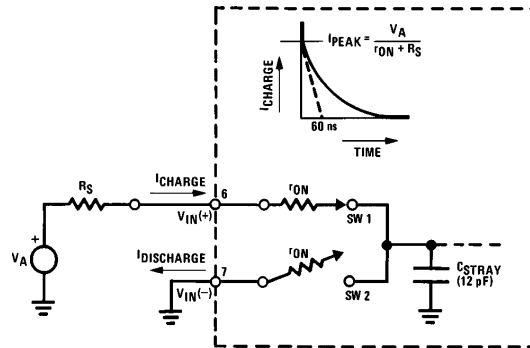 IPEAK = VA / rON + RS
ICHARGE
60 ns
TIME
RS
ICHARGE
6
rON
VIN(+)
SW 1
+
VA
IDISCHARGE
7
rON
VIN(−)
SW 2
CSTRAY
(12 pF)